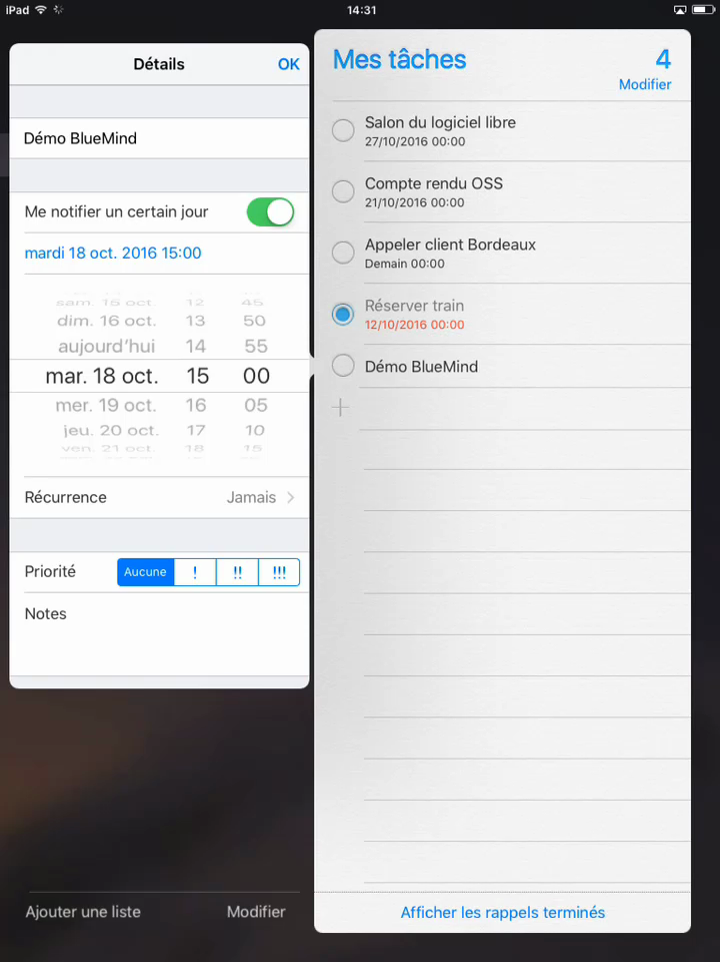 iPad
14:31
Détails
OK
Démo BlueMind
Me notifier un certain jour
mardi 18 oct. 2016 15:00
sam. 15 oct. 12 45
dim. 16 oct. 13 50
aujourd'hui 14 55
mar. 18 oct. 15 00
mer. 19 oct. 16 05
jeu. 20 oct. 17 10
ven. 21 oct. 18 15
Récurrence Jamais
Priorité Aucune ! !! !!!
Notes
Ajouter une liste
Modifier
Mes tâches 4
Modifier
Salon du logiciel libre
27/10/2016 00:00
Compte rendu OSS
21/10/2016 00:00
Appeler client Bordeaux
Demain 00:00
Réserver train
12/10/2016 00:00
Démo BlueMind
Afficher les rappels terminés